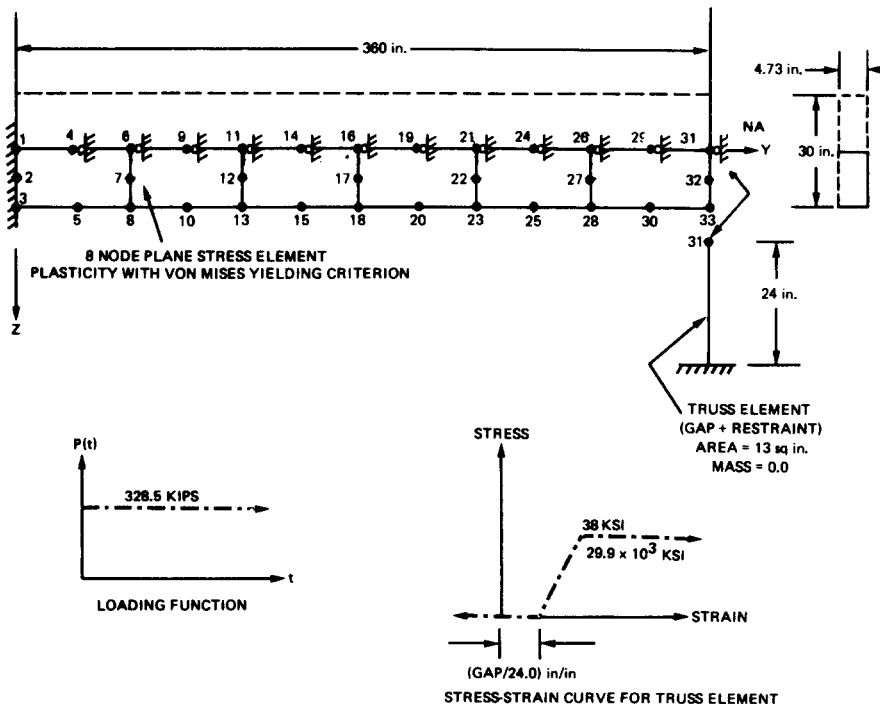 360 in.
4.73 in.
1 4 6 9 11 14 16 19 21 24 26 29 31 NA
Y
30 in.
2 7 12 17 22 27 32
3
5 8 10 13 15 18 20 23 25 28 30 33
8 NODE PLANE STRESS ELEMENT
PLASTICITY WITH VON MISES YIELDING CRITERION
31
24 in.
Z
TRUSS ELEMENT
(GAP + RESTRAINT)
AREA = 13 sq in.
MASS = 0.0
P(t)
328.5 KIPS
t
LOADING FUNCTION
STRESS
38 KSI
29.9 x 10³ KSI
STRAIN
(GAP/24.0) in/in
STRESS-STRAIN CURVE FOR TRUSS ELEMENT